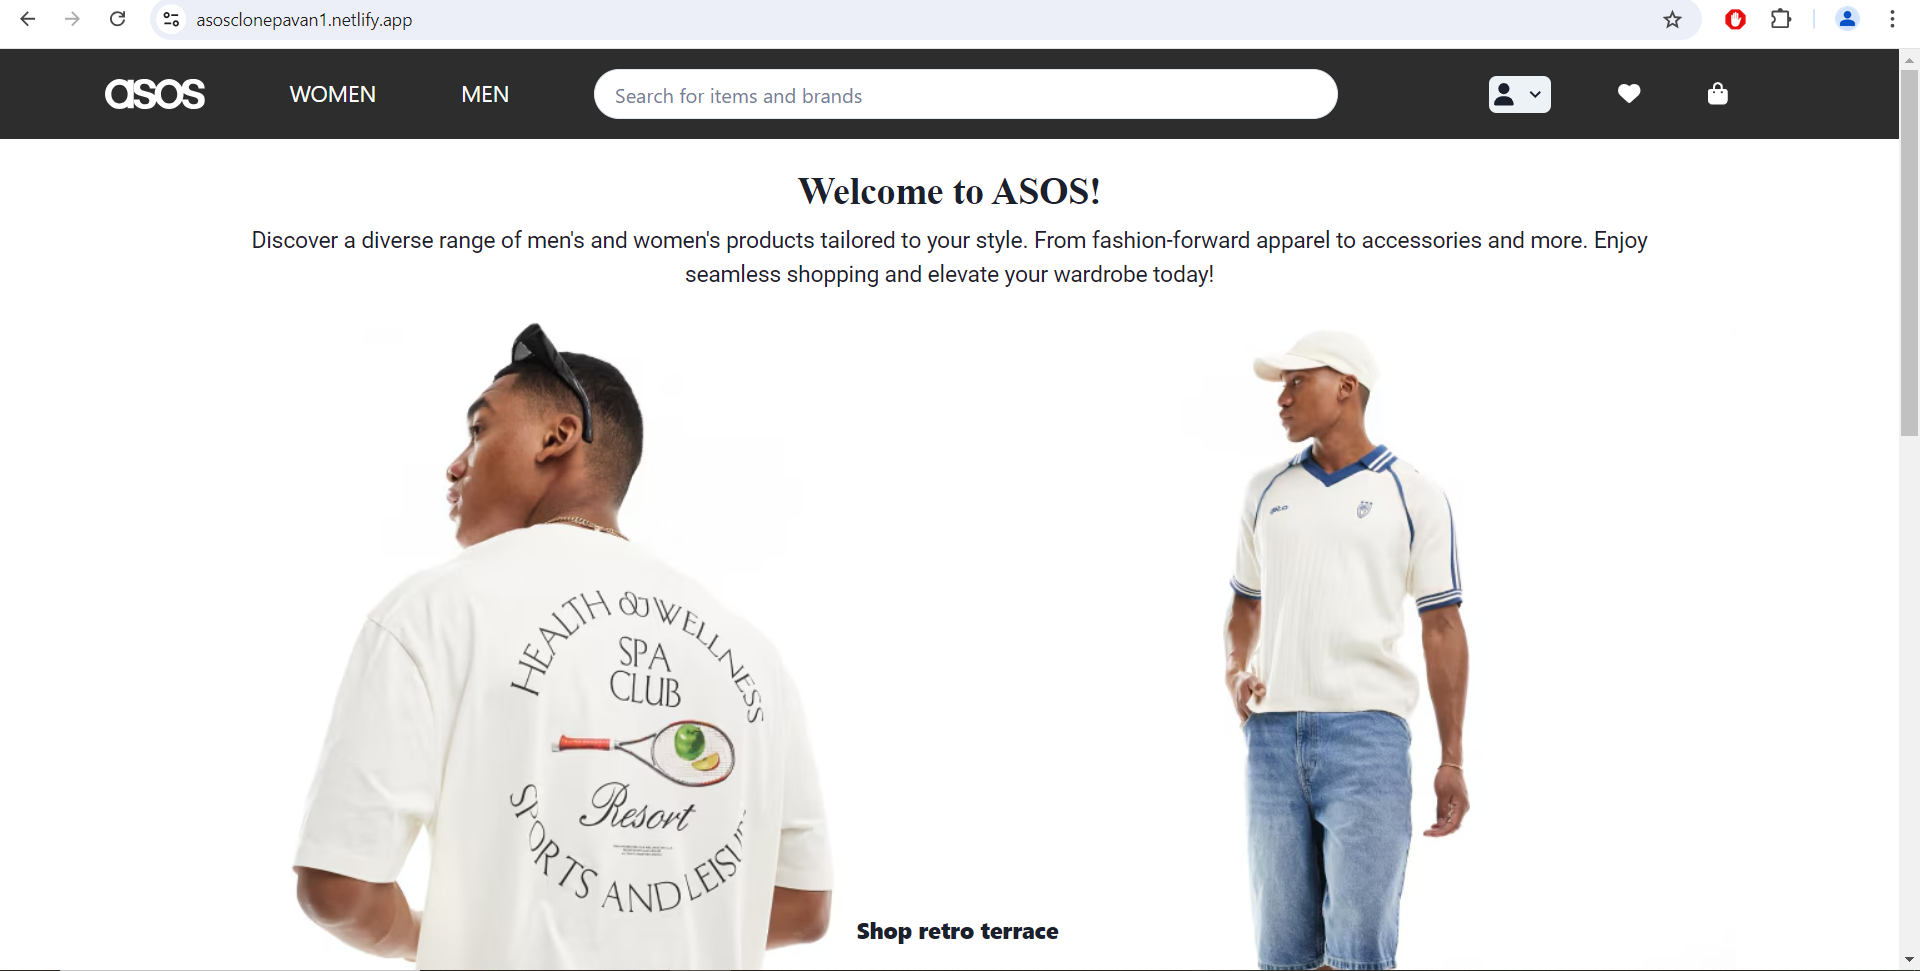 asosclonepavan1.netlify.app
asos
WOMEN
MEN
Search for items and brands
Welcome to ASOS!
Discover a diverse range of men's and women's products tailored to your style. From fashion-forward apparel to accessories and more. Enjoy
seamless shopping and elevate your wardrobe today!
HEALTH & WELLNESS
SPA
CLUB
Resort
SPORTS AND LEISURE
Shop retro terrace